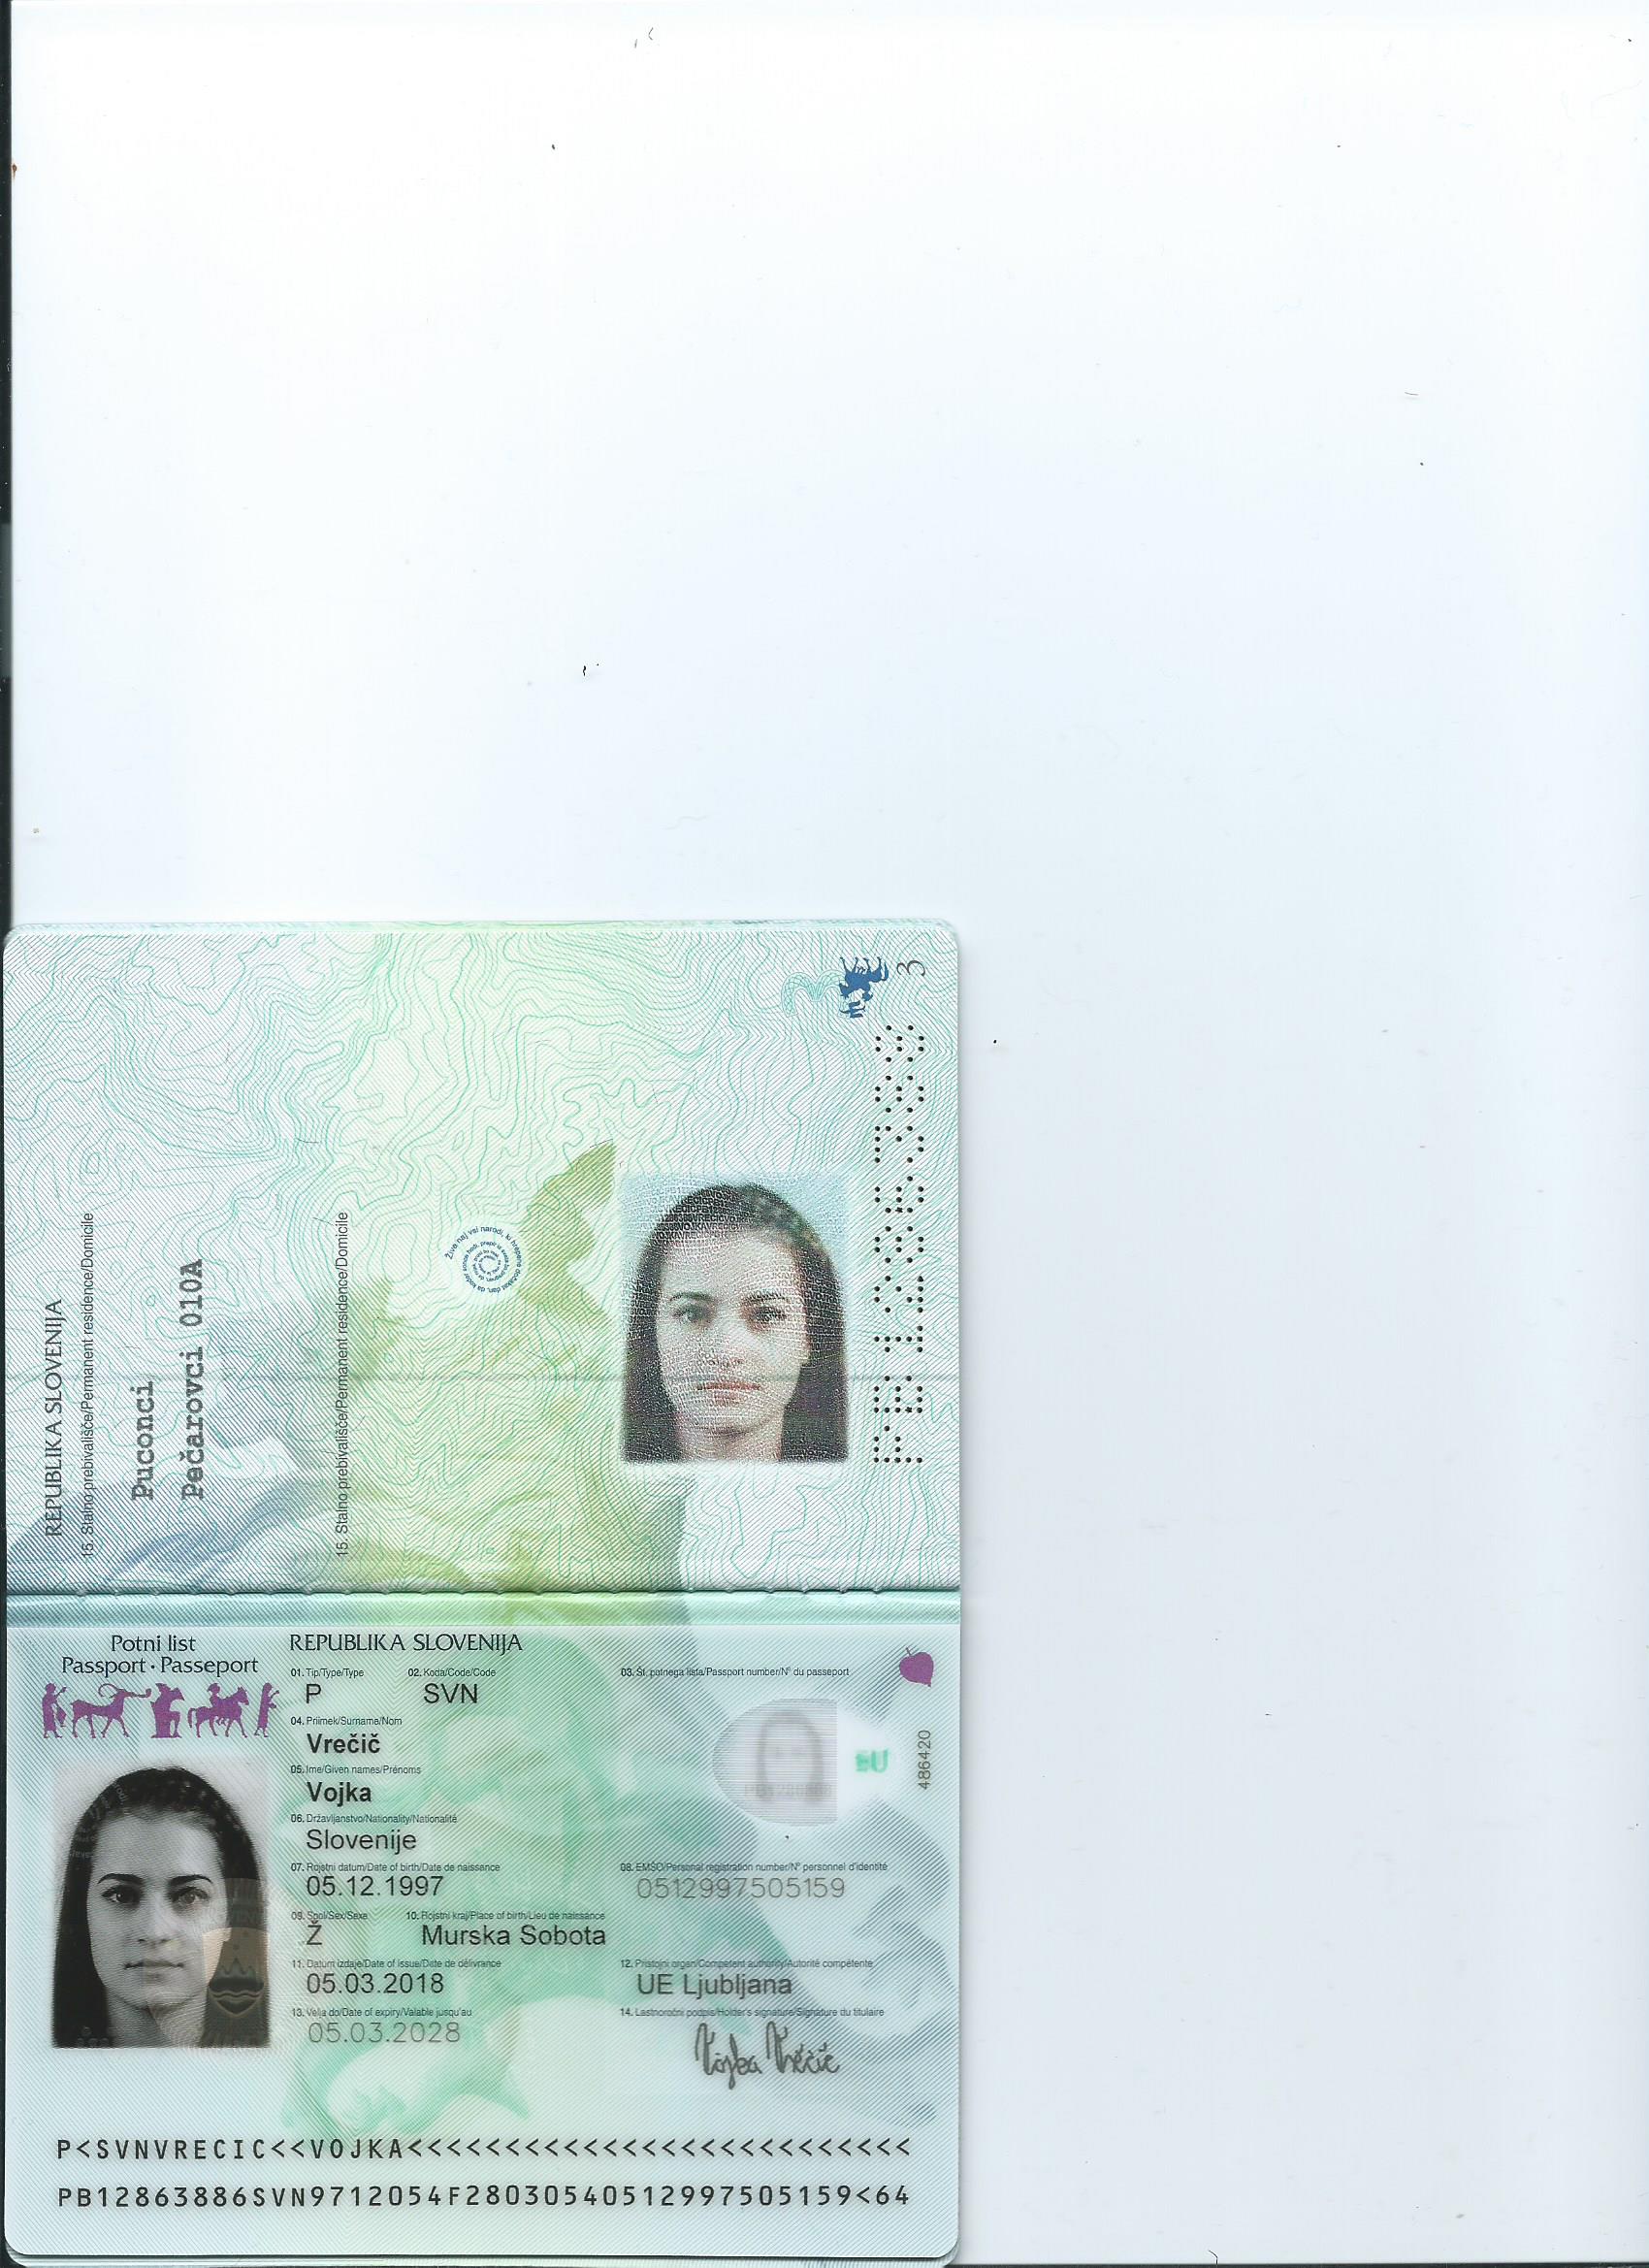 REPUBLIKA SLOVENIJA
15. Stalno prebivališče/Permanent residence/Domicile
Puconci
Pečarovci 010A
15. Stalno prebivališče/Permanent residence/Domicile
3
Potni list
Passport · Passeport
REPUBLIKA SLOVENIJA
01. Tip/Type/Type
02. Koda/Code/Code
03. Št. potnega lista/Passport number/N° du passeport
P
SVN
04. Priimek/Surname/Nom
Vrečič
05. Ime/Given names/Prénoms
Vojka
06. Državljanstvo/Nationality/Nationalité
Slovenije
07. Rojstni datum/Date of birth/Date de naissance
08. EMŠO/Personal registration number/N° personnel d'identité
05.12.1997
0512997505159
09. Spol/Sex/Sexe
10. Rojstni kraj/Place of birth/Lieu de naissance
Ž
Murska Sobota
11. Datum izdaje/Date of issue/Date de délivrance
12. Pristojni organ/Competent authority/Autorité compétente
05.03.2018
UE Ljubljana
13. Velja do/Date of expiry/Valable jusqu'au
14. Lastnoročni podpis/Holder's signature/Signature du titulaire
05.03.2028
Vojka Vrečič
EU
486420
P<SVNVRECIC<<VOJKA<<<<<<<<<<<<<<<<<<<<<<<<<<
PB12863886SVN9712054F28030540512997505159<64